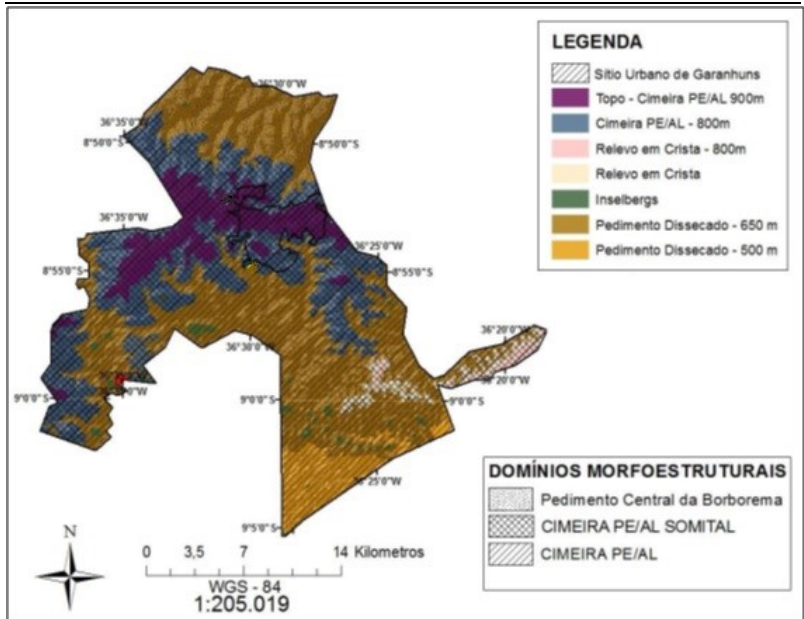 LEGENDA
Sítio Urbano de Garanhuns
Topo - Cimeira PE/AL 900m
Cimeira PE/AL - 800m
Relevo em Crista - 800m
Relevo em Crista
Inselbergs
Pedimento Dissecado - 650 m
Pedimento Dissecado - 500 m
36°30'0"W
36°35'0"W
8°50'0"S
8°50'0"S
36°35'0"W
36°25'0"W
8°55'0"S
8°55'0"S
36°30'0"W
36°20'0"W
36°20'0"W
9°0'0"S
9°0'0"S
9°0'0"S
36°25'0"W
9°5'0"S
DOMÍNIOS MORFOESTRUTURAIS
Pedimento Central da Borborema
CIMEIRA PE/AL SOMITAL
CIMEIRA PE/AL
N
0 3,5 7 14 Kilometros
WGS - 84
1:205.019